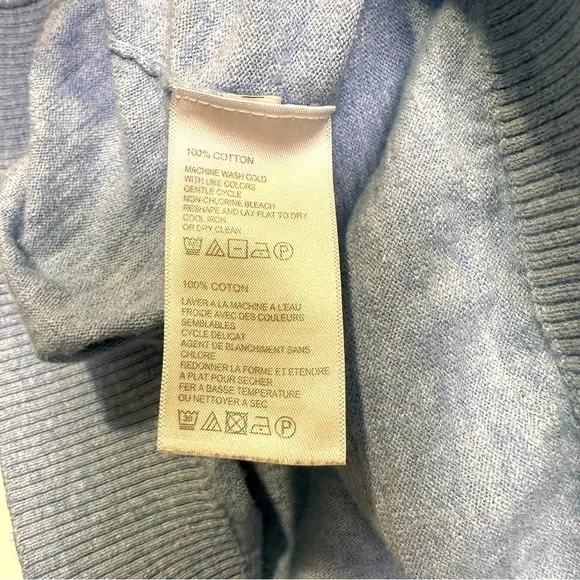 100% COTTON
MACHINE WASH COLD
WITH LIKE COLORS
GENTLE CYCLE
NON-CHLORINE BLEACH
RESHAPE AND LAY FLAT TO DRY
COOL IRON
OR DRY CLEAN
P
100% COTON
LAVER A LA MACHINE A L'EAU
FROIDE AVEC DES COULEURS
SEMBLABLES
CYCLE DELICAT
AGENT DE BLANCHIMENT SANS
CHLORE
REDONNER LA FORME ET ETENDRE
A PLAT POUR SECHER
FER A BASSE TEMPERATURE
OU NETTOYER A SEC
30 P